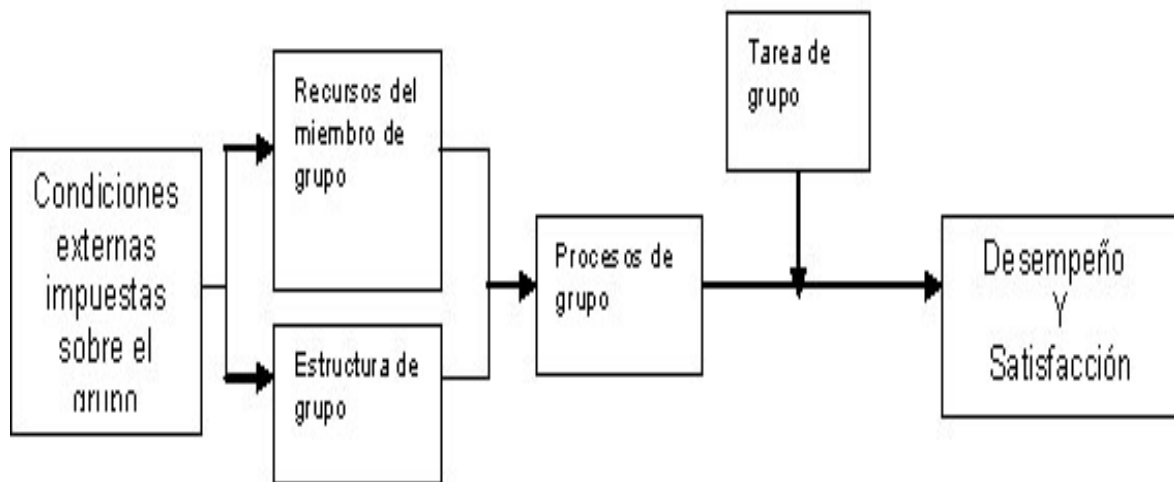 Condiciones
externas
impuestas
sobre el
grupo
Recursos del
miembro de
grupo
Estructura de
grupo
Procesos de
grupo
Tarea de
grupo
Desempeño
Y
Satisfacción